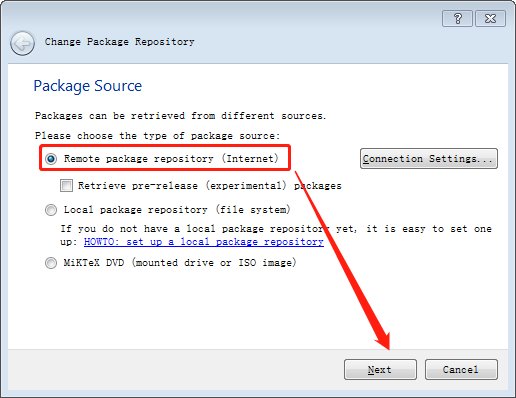 Change Package Repository
Package Source
Packages can be retrieved from different sources.
Please choose the type of package source:
Remote package repository (Internet)
Connection Settings...
Retrieve pre-release (experimental) packages
Local package repository (file system)
If you do not have a local package repository yet, it is easy to set one
up: HOWTO: set up a local package repository
MiKTeX DVD (mounted drive or ISO image)
Next
Cancel